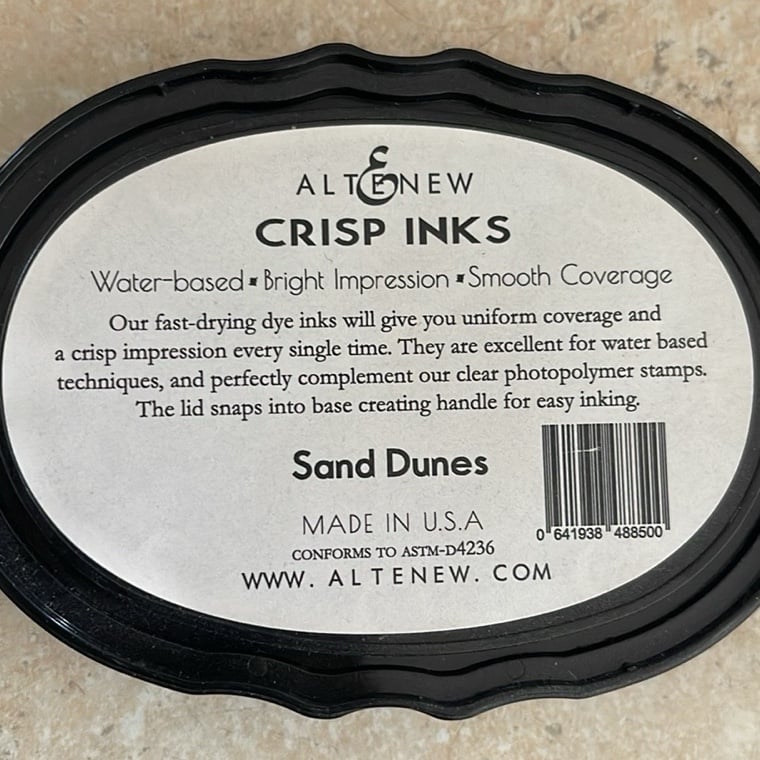 ALTENEW
CRISP INKS
Water-based ▪ Bright Impression ▪ Smooth Coverage
Our fast-drying dye inks will give you uniform coverage and
a crisp impression every single time. They are excellent for water based
techniques, and perfectly complement our clear photopolymer stamps.
The lid snaps into base creating handle for easy inking.
Sand Dunes
MADE IN U.S.A
CONFORMS TO ASTM-D4236
WWW. ALTENEW. COM
0 641938 488500